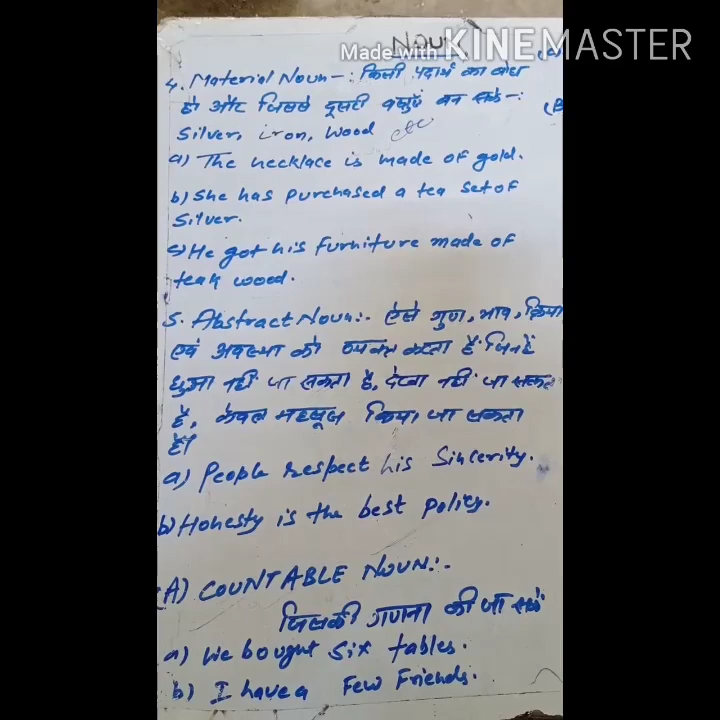 Noun
Made with KINEMASTER
4. Material Noun -: किसी पदार्थ का बोध
हो और जिससे दूसरी वस्तुएँ बन सके -:
Silver, iron, wood etc
a) The necklace is made of gold.
b) She has purchased a tea set of
Silver.
c) He got his furniture made of
teak wood.
5. Abstract Noun:- ऐसे गुण, भाव, क्रिया
एवं अवस्था को व्यक्त करता है जिन्हें
छुआ नहीं जा सकता है, देखा नहीं जा सकता
है, केवल महसूस किया जा सकता
है।
a) People respect his Sincerity.
b) Honesty is the best policy.
(A) COUNTABLE NOUN:-
जिसकी गणना की जा सके
a) We bought six tables.
b) I have a Few Friends.
(B